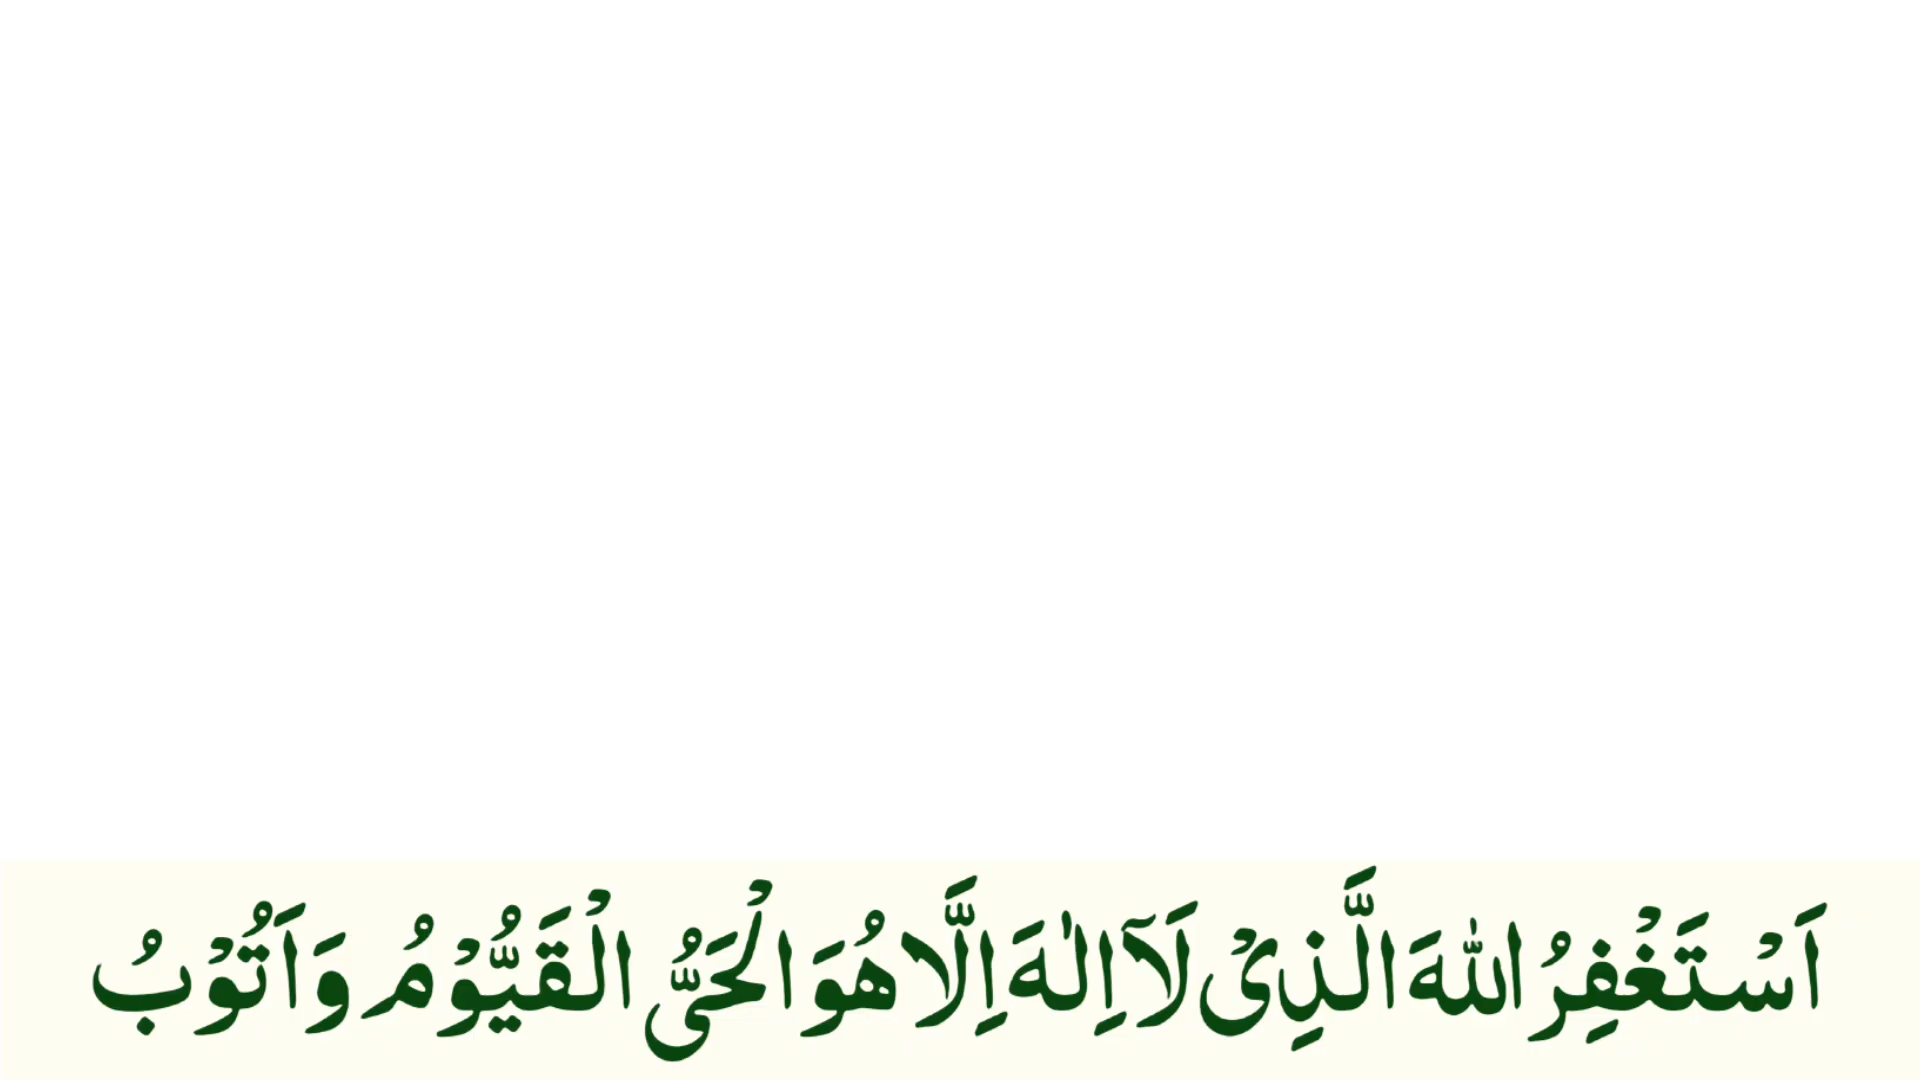 اَسْتَغْفِرُ اللّٰهَ الَّذِیْ لَآ اِلٰهَ اِلَّا هُوَ الْحَیُّ الْقَیُّوْمُ وَاَتُوْبُ